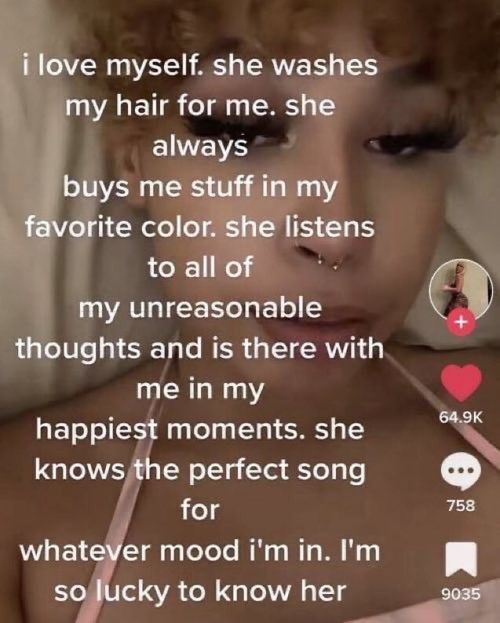 i love myself. she washes
my hair for me. she
always
buys me stuff in my
favorite color. she listens
to all of
my unreasonable
thoughts and is there with
me in my
happiest moments. she
knows the perfect song
for
whatever mood i'm in. I'm
so lucky to know her
64.9K
758
9035